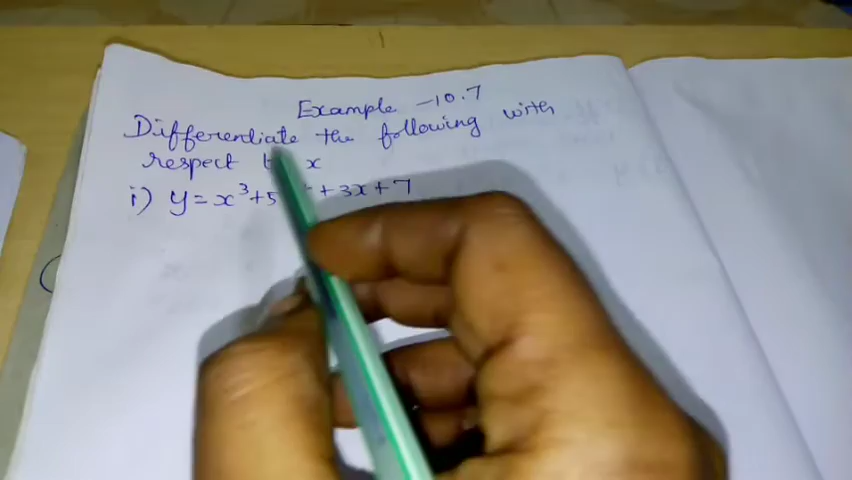 Example - 10.7
Differentiate the following with
respect x
i) y = x³ + 5 + 3x + 7